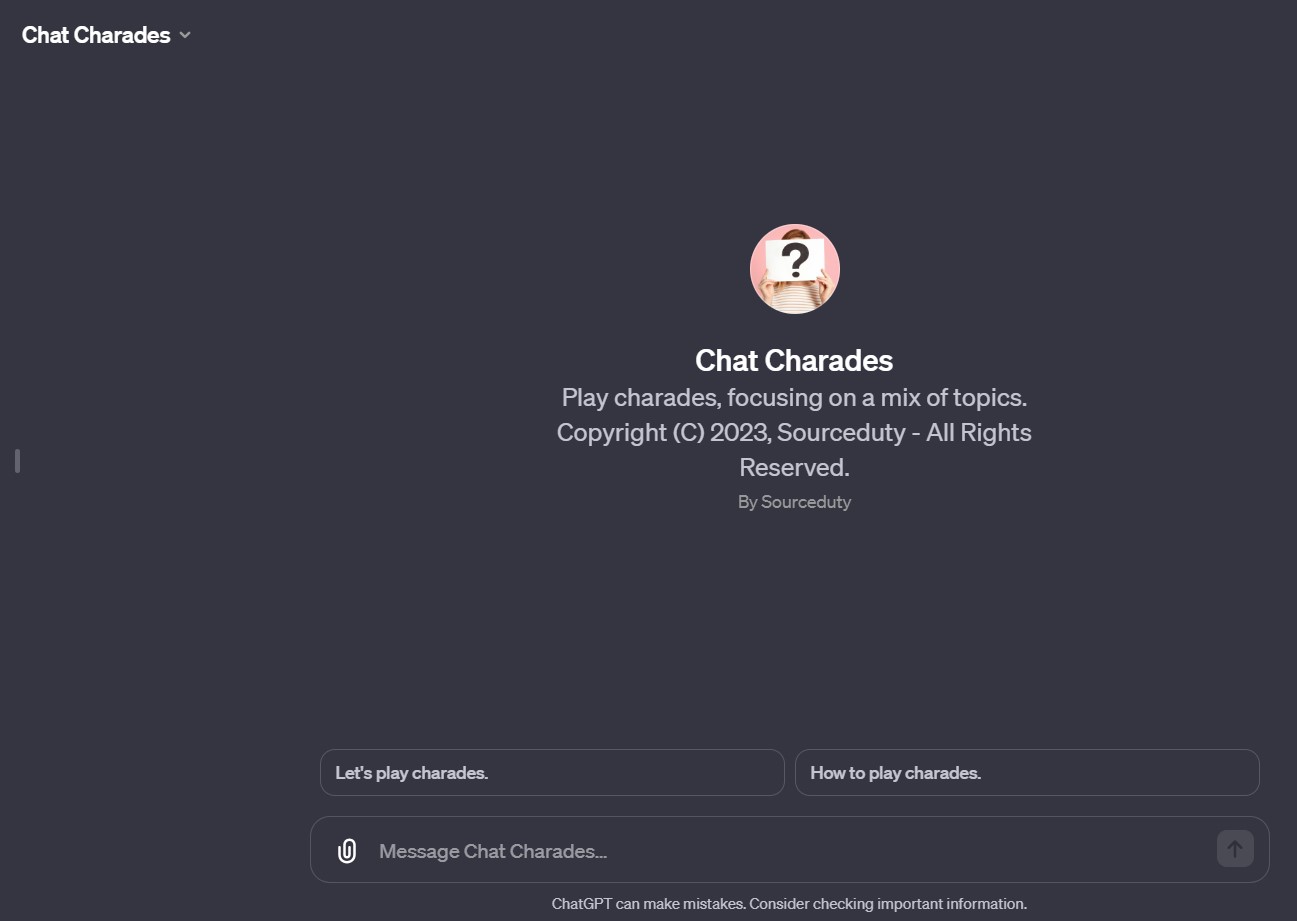 Chat Charades
?
Chat Charades
Play charades, focusing on a mix of topics.
Copyright (C) 2023, Sourceduty - All Rights
Reserved.
By Sourceduty
Let's play charades.
How to play charades.
Message Chat Charades...
ChatGPT can make mistakes. Consider checking important information.